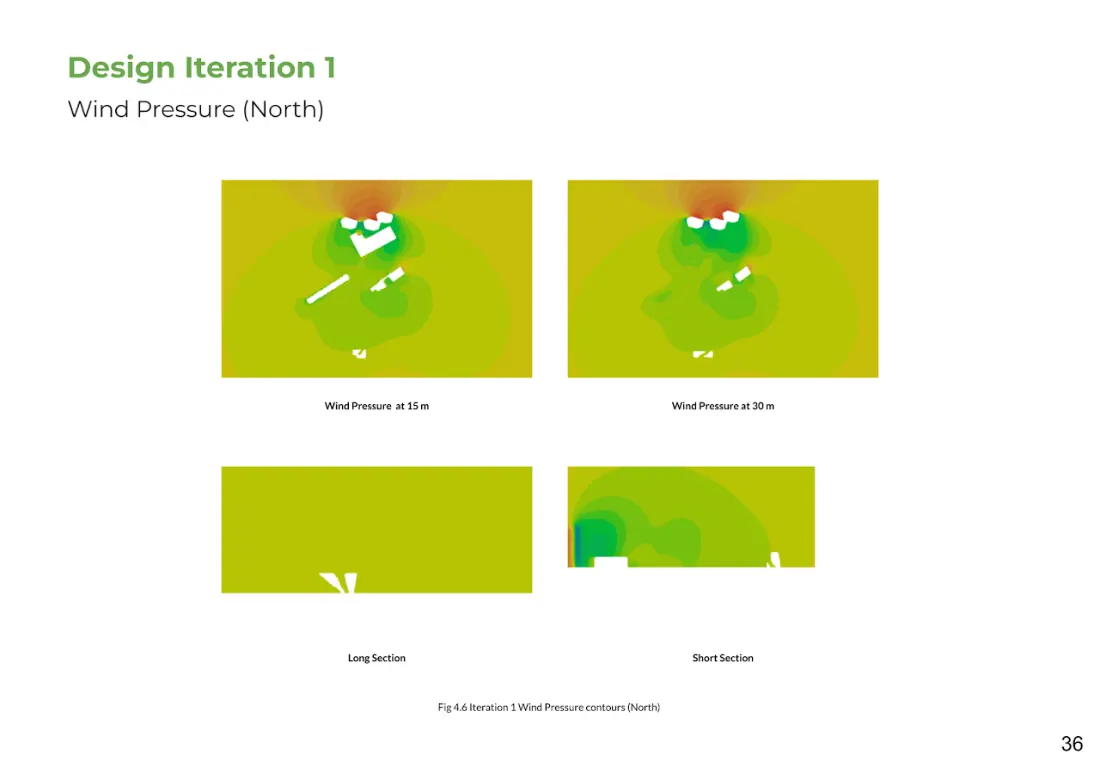 Design Iteration 1
Wind Pressure (North)
Wind Pressure at 15 m
Wind Pressure at 30 m
Long Section
Short Section
Fig 4.6 Iteration 1 Wind Pressure contours (North)
36